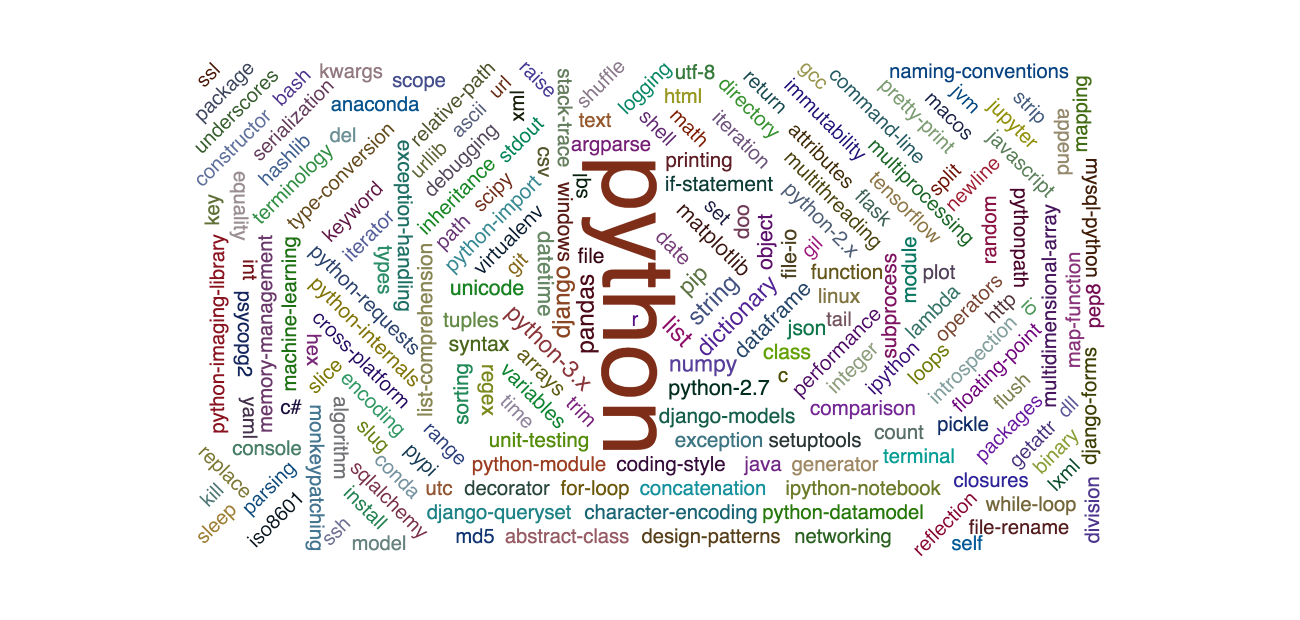 ssl
package
underscores
bash
constructor
serialization
kwargs
scope
anaconda
hashlib
del
terminology
type-conversion
relative-path
url
raise
ascii
xml
urllib
debugging
stdout
stack-trace
shuffle
logging
utf-8
html
directory
return
gcc
command-line
naming-conventions
pretty-print
jvm
macos
jupyter
strip
mapping
append
text
shell
math
iteration
immutability
argparse
printing
attributes
multiprocessing
split
newline
javascript
key
equality
keyword
iterator
types
exception-handling
inheritance
scipy
csv
path
python-import
virtualenv
git
datetime
windows
sql
python
if-statement
multithreading
python-2.x
flask
tensorflow
set
oop
object
matplotlib
date
file-io
gil
random
pythonpath
mysql-python
python-imaging-library
int
psycopg2
memory-management
machine-learning
python-requests
python-internals
cross-platform
list-comprehension
unicode
django
file
pandas
pip
string
dictionary
dataframe
function
linux
module
plot
subprocess
lambda
operators
http
io
multidimensional-array
map-function
pep8
tuples
syntax
python-3.x
r
list
json
tail
class
performance
integer
ipython
loops
introspection
floating-point
hex
slice
encoding
arrays
variables
sorting
regex
time
trim
numpy
c
python-2.7
flush
dll
django-forms
yaml
c#
algorithm
slug
django-models
comparison
packages
getattr
binary
lxml
console
monkeypatching
conda
pypi
range
unit-testing
exception
setuptools
count
pickle
terminal
replace
kill
sleep
parsing
iso8601
ssh
install
sqlalchemy
python-module
coding-style
java
generator
closures
utc
decorator
for-loop
concatenation
ipython-notebook
while-loop
django-queryset
character-encoding
python-datamodel
reflection
file-rename
division
model
md5
abstract-class
design-patterns
networking
self